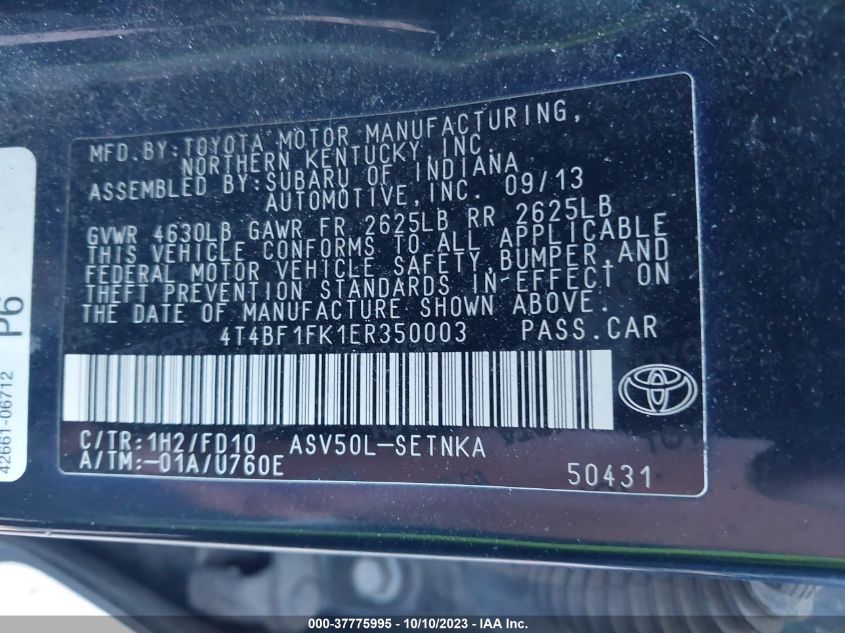 MFD.BY:TOYOTA MOTOR MANUFACTURING,
NORTHERN KENTUCKY, INC.
ASSEMBLED BY:SUBARU OF INDIANA
AUTOMOTIVE,INC. 09/13
GVWR 4630LB GAWR FR 2625LB RR 2625LB
THIS VEHICLE CONFORMS TO ALL APPLICABLE
FEDERAL MOTOR VEHICLE SAFETY,BUMPER,AND
THEFT PREVENTION STANDARDS IN EFFECT ON
THE DATE OF MANUFACTURE SHOWN ABOVE.
4T4BF1FK1ER350003 PASS.CAR
C/TR:1H2/FD10 ASV50L-SETNKA
A/TM:-01A/U760E
50431
P6
42661-06712
000-37775995 - 10/10/2023 - IAA Inc.